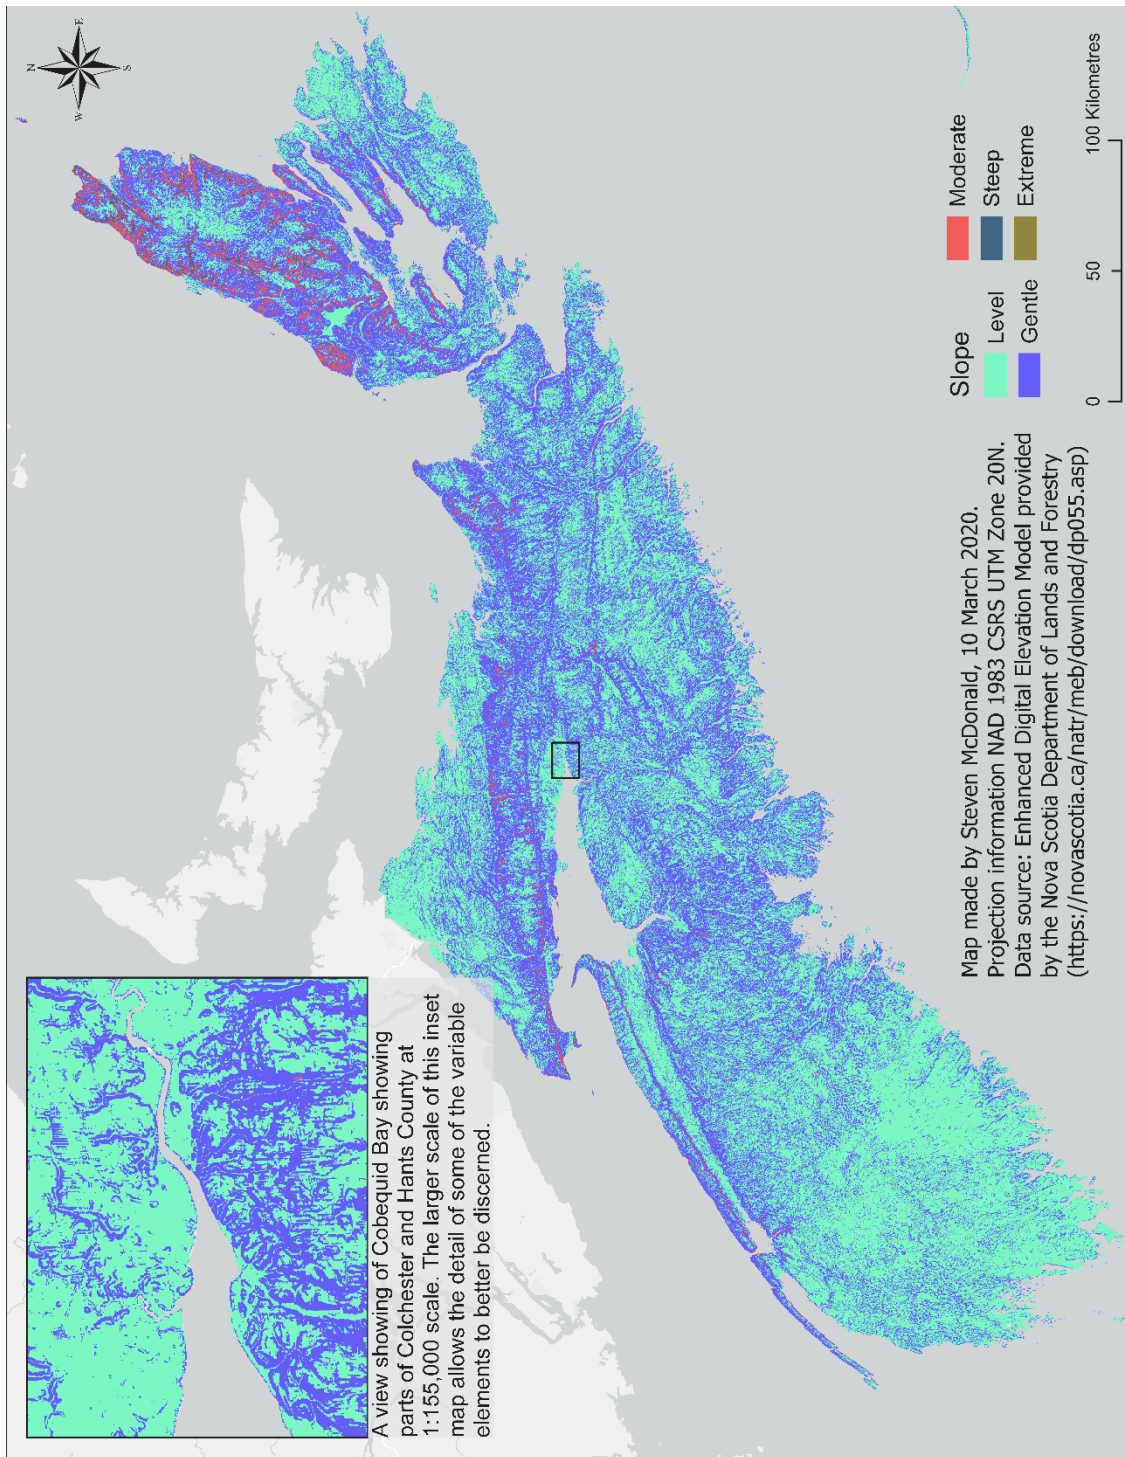 N
E
S
W
A view showing of Cobequid Bay showing
parts of Colchester and Hants County at
1:155,000 scale. The larger scale of this inset
map allows the detail of some of the variable
elements to better be discerned.
Map made by Steven McDonald, 10 March 2020.
Projection information NAD 1983 CSRS UTM Zone 20N.
Data source: Enhanced Digital Elevation Model provided
by the Nova Scotia Department of Lands and Forestry
(https://novascotia.ca/natr/meb/download/dp055.asp)
Slope
Level
Gentle
Moderate
Steep
Extreme
0 50 100 Kilometres